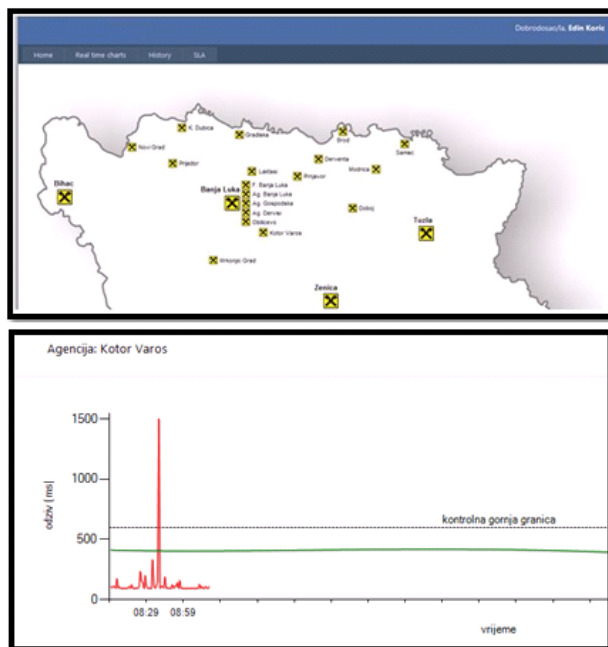 Dobrodosao/la, Edin Koric
Home Real time charts History SLA
K. Dubica
Gradiska
Brod
Samac
Novi Grad
Prijedor
Derventa
Modrica
Laktasi
Prnjavor
Bihac
Banja Luka
F. Banja Luka
Ag. Banja Luka
Ag. Gospodska
Ag. Dervisi
Obilicevo
Doboj
Kotor Varos
Tuzla
Mrkonjic Grad
Zenica
Agencija: Kotor Varos
1500
1000
500
0
odziv [ms]
kontrolna gornja granica
08:29 08:59
vrijeme